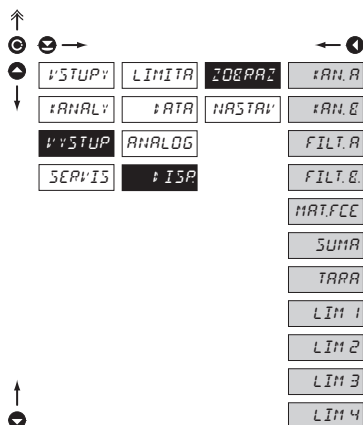 VSTUPY LIMITA ZOBRAZ KAN. A
KANALY DATA NASTAV KAN. B
VYSTUP ANALOG FILT. A
SERVIS DISP. FILT. B.
MAT.FCE
SUMA
TARA
LIM 1
LIM 2
LIM 3
LIM 4